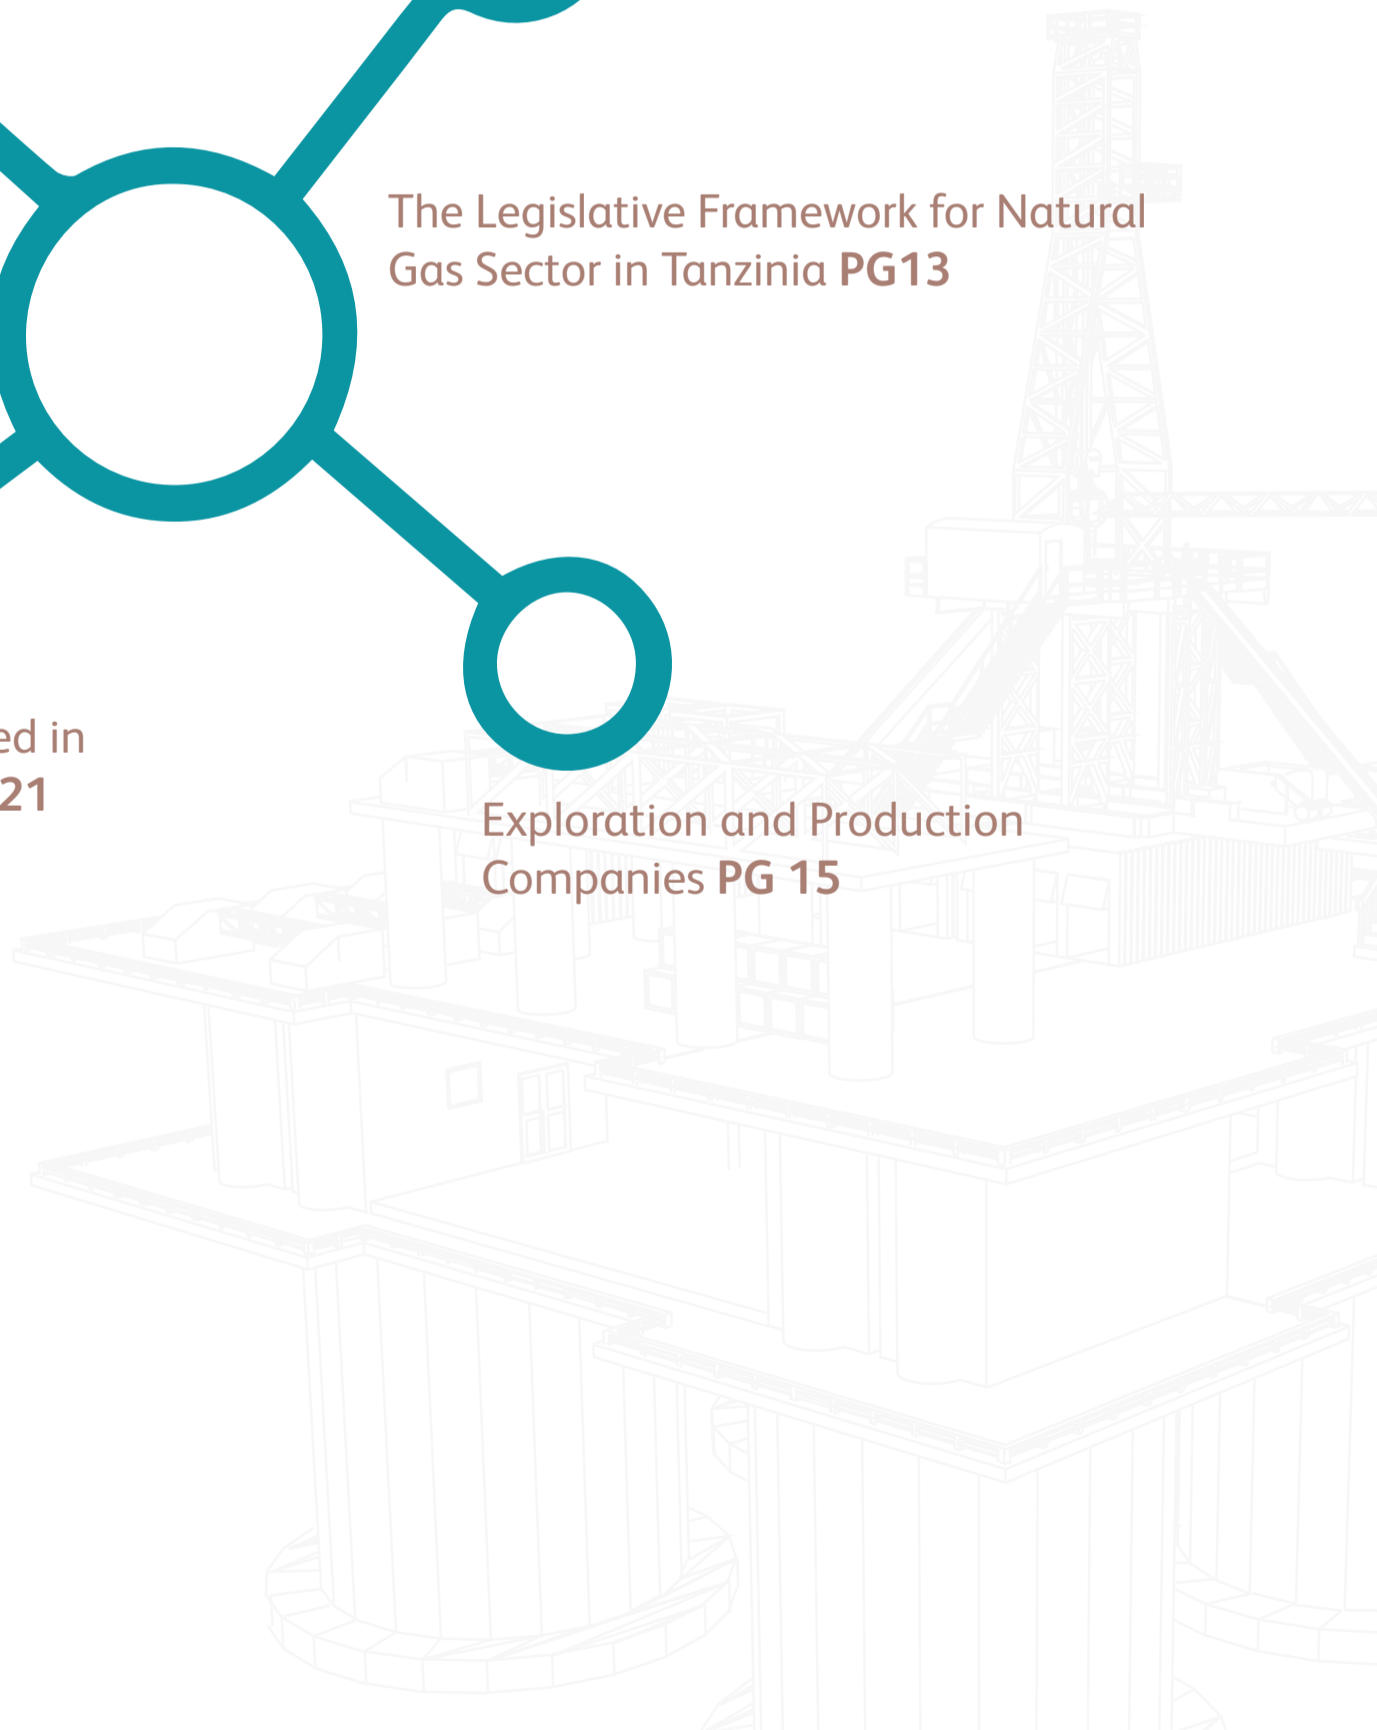 The Legislative Framework for Natural
Gas Sector in Tanzinia PG13
ed in
21
Exploration and Production
Companies PG 15